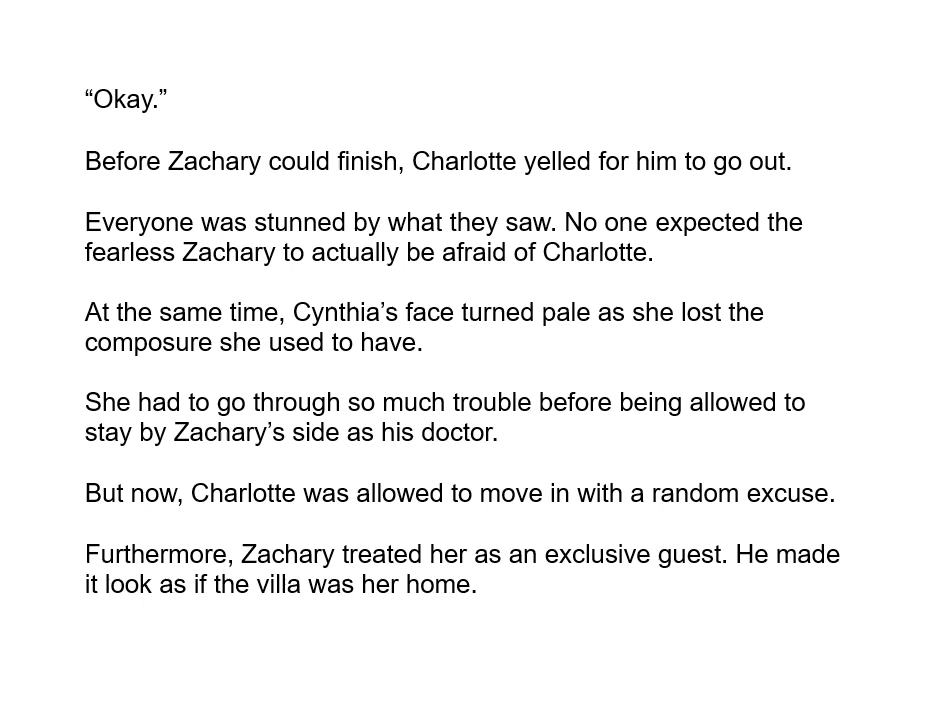 “Okay.”
Before Zachary could finish, Charlotte yelled for him to go out.
Everyone was stunned by what they saw. No one expected the
fearless Zachary to actually be afraid of Charlotte.
At the same time, Cynthia’s face turned pale as she lost the
composure she used to have.
She had to go through so much trouble before being allowed to
stay by Zachary’s side as his doctor.
But now, Charlotte was allowed to move in with a random excuse.
Furthermore, Zachary treated her as an exclusive guest. He made
it look as if the villa was her home.